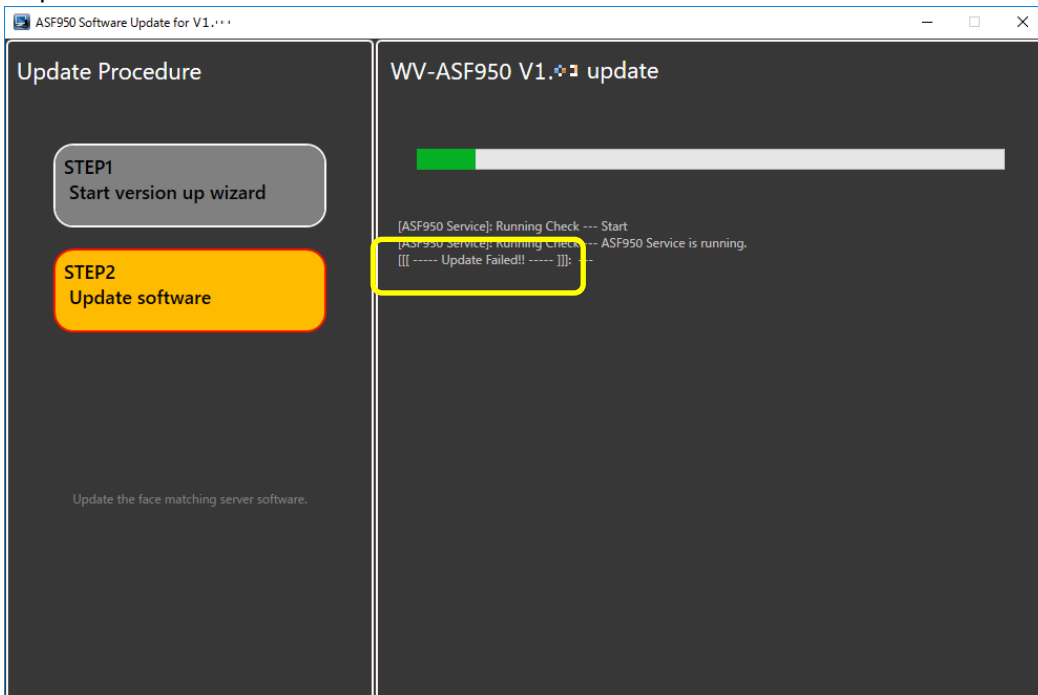 ASF950 Software Update for V1.
Update Procedure
WV-ASF950 V1. update
STEP1
Start version up wizard
STEP2
Update software
Update the face matching server software.
[ASF950 Service]: Running Check --- Start
[ASF950 Service]: Running Check --- ASF950 Service is running.
[[[ ----- Update Failed!! ----- ]]]: ---